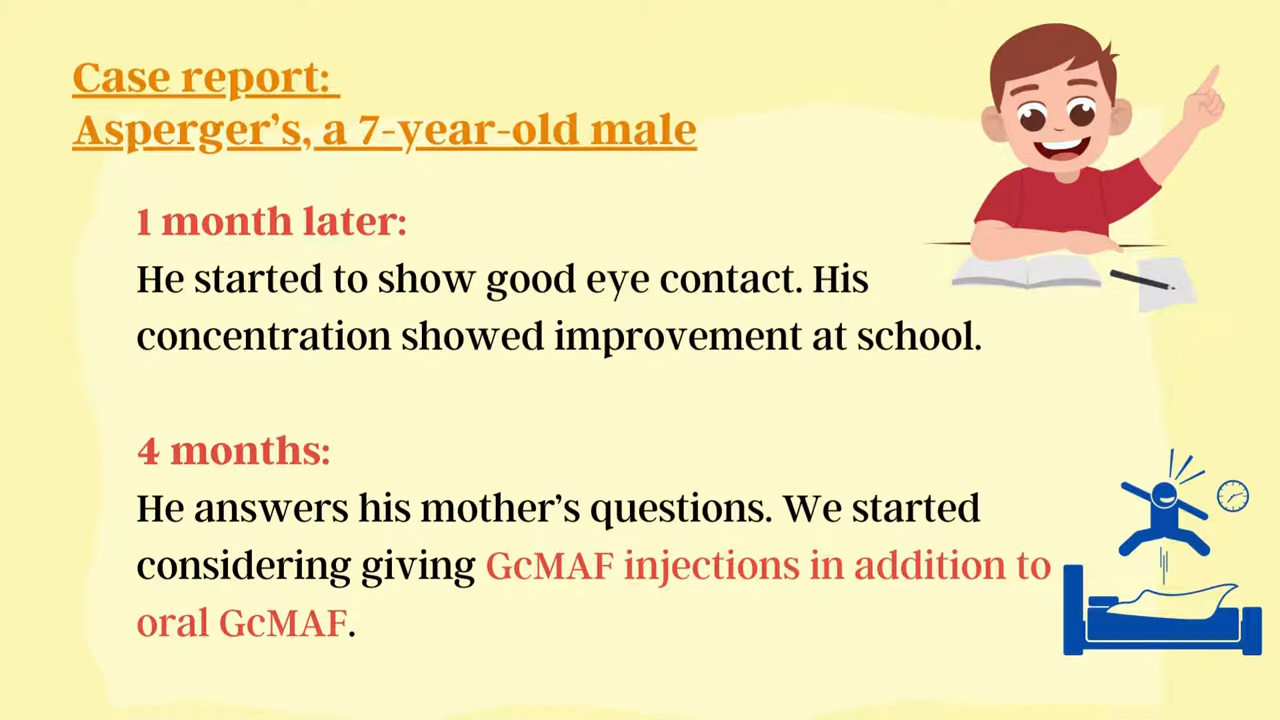 Case report:
Asperger's, a 7-year-old male
1 month later:
He started to show good eye contact. His
concentration showed improvement at school.
4 months:
He answers his mother's questions. We started
considering giving GcMAF injections in addition to
oral GcMAF.